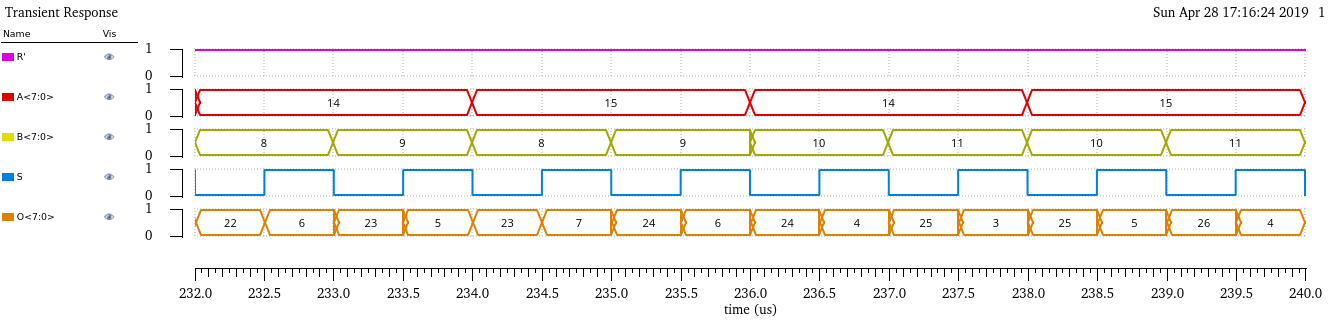 Transient Response Sun Apr 28 17:16:24 2019 1
Name Vis
R' 1
0
A<7:0> 1 14 15 14 15
0
B<7:0> 1 8 9 8 9 10 11 10 11
0
S 1
0
O<7:0> 1 22 6 23 5 23 7 24 6 24 4 25 3 25 5 26 4
0
232.0 232.5 233.0 233.5 234.0 234.5 235.0 235.5 236.0 236.5 237.0 237.5 238.0 238.5 239.0 239.5 240.0
time (us)